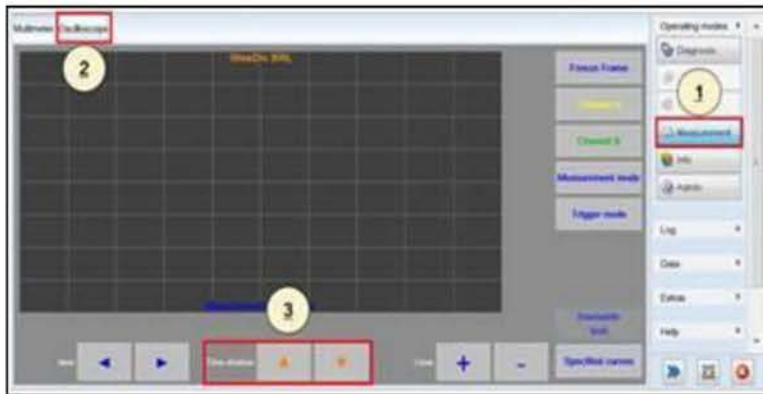 Multimeter Oscilloscope
2
Freeze Frame
Channel A
Channel B
Measurement mode
Trigger mode
3
+
-
Specified curves
Operating modes
Diagnosis
1
Measurement
Info
Admin
Log
Data
Extras
Help